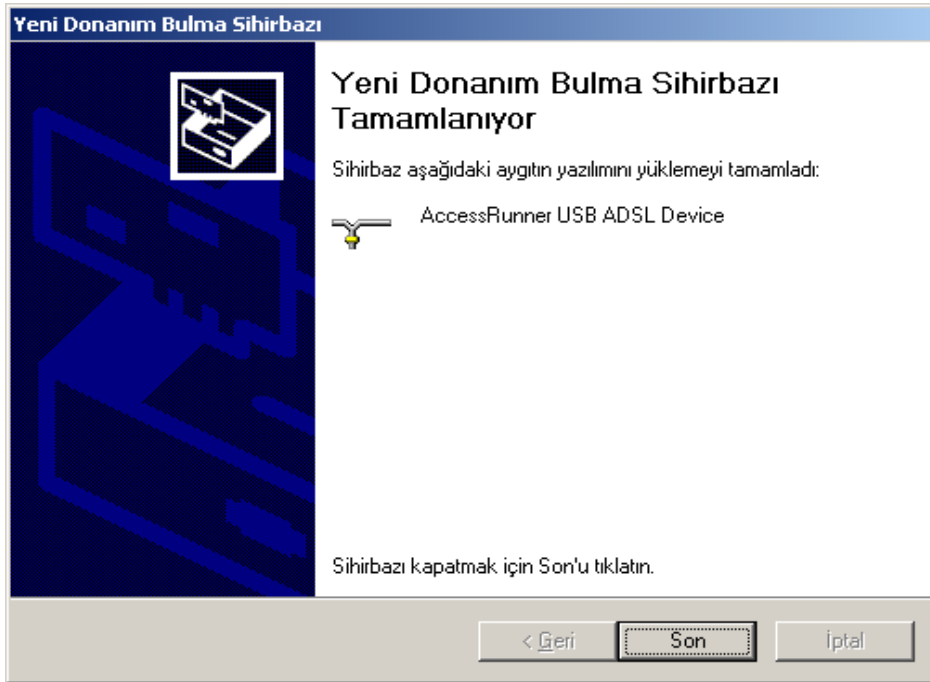 Yeni Donanım Bulma Sihirbazı
Yeni Donanım Bulma Sihirbazı
Tamamlanıyor
Sihirbaz aşağıdaki aygıtın yazılımını yüklemeyi tamamladı:
AccessRunner USB ADSL Device
Sihirbazı kapatmak için Son'u tıklatın.
< Geri Son İptal